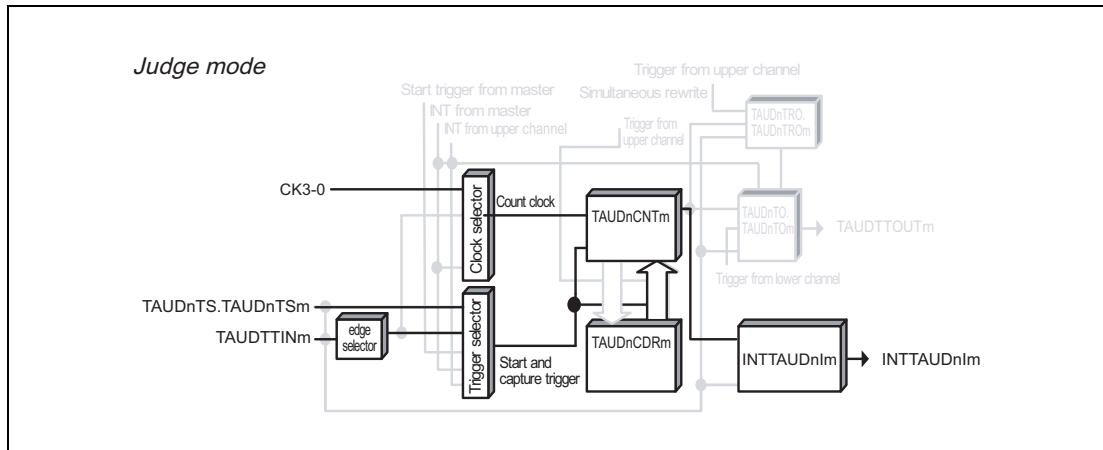 Judge mode
Trigger from upper channel
Start trigger from master
Simultaneous rewrite
INT from master
INT from upper channel
Trigger from
upper channel
TAUDnTRO.
TAUDnTROm
CK3-0
Clock selector
Count clock
TAUDnCNTm
TAUDnTO.
TAUDnTOm
TAUDTTOUTm
Trigger from lower channel
TAUDnTS.TAUDnTSm
TAUDTTINm
edge
selector
Trigger selector
Start and
capture trigger
TAUDnCDRm
INTTAUDnIm
INTTAUDnIm